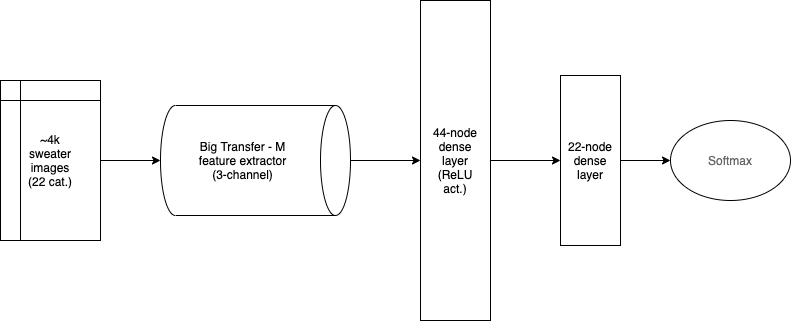 ~4k
sweater
images
(22 cat.)
Big Transfer - M
feature extractor
(3-channel)
44-node
dense
layer
(ReLU
act.)
22-node
dense
layer
Softmax